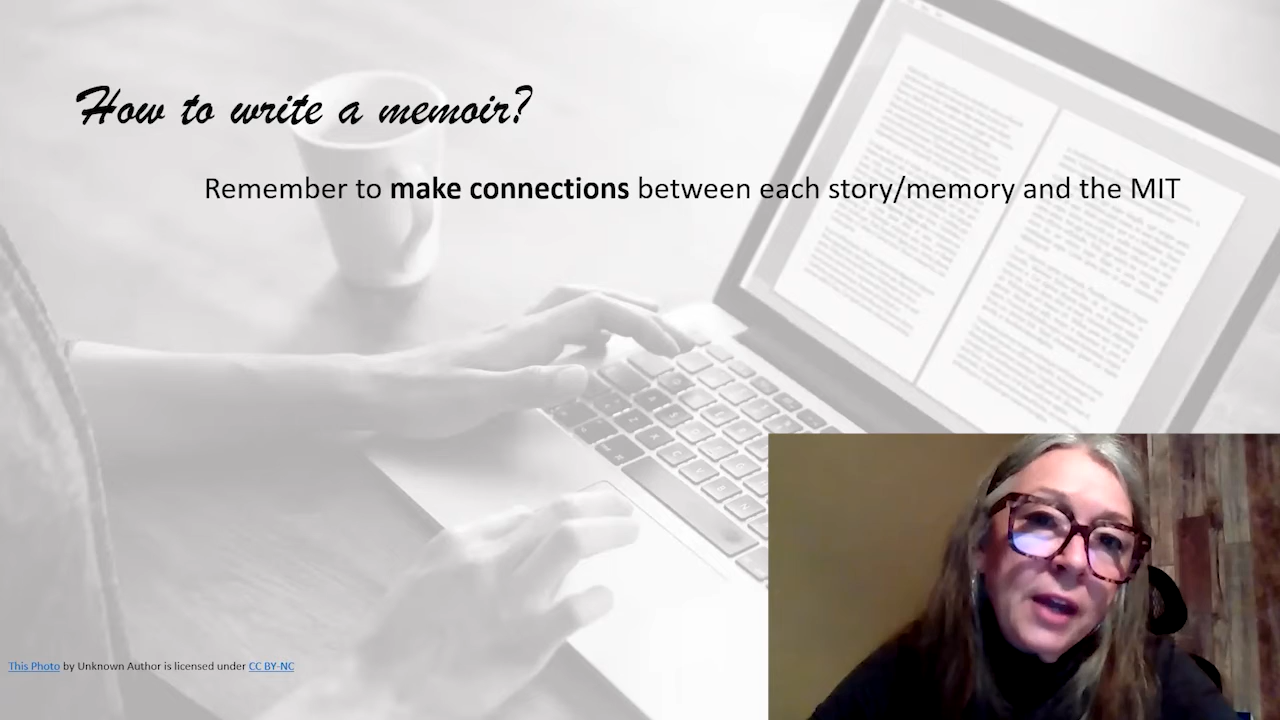 How to write a memoir?
Remember to make connections between each story/memory and the MIT
This Photo by Unknown Author is licensed under CC BY-NC